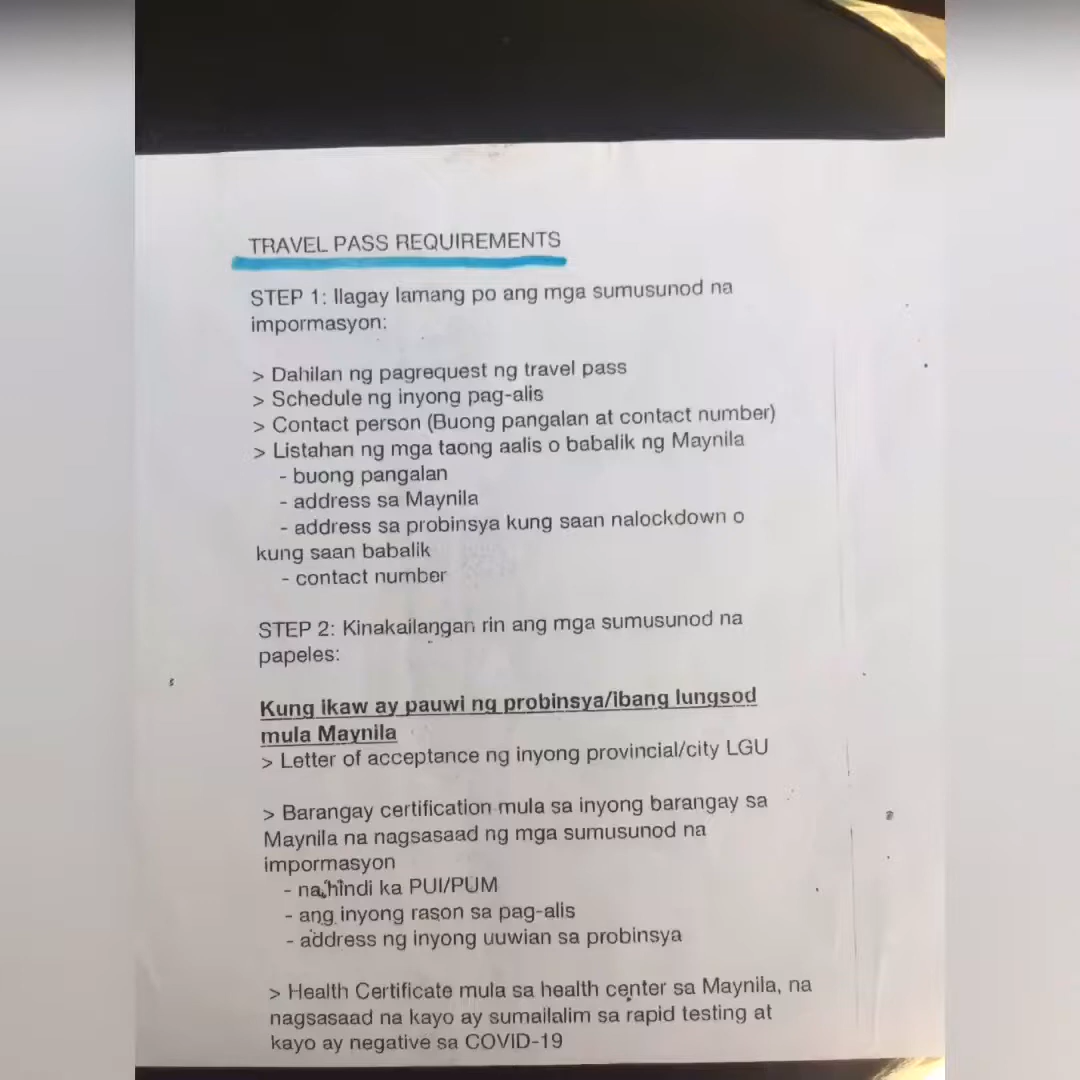 TRAVEL PASS REQUIREMENTS
STEP 1: Ilagay lamang po ang mga sumusunod na
impormasyon:
> Dahilan ng pagrequest ng travel pass
> Schedule ng inyong pag-alis
> Contact person (Buong pangalan at contact number)
> Listahan ng mga taong aalis o babalik ng Maynila
- buong pangalan
- address sa Maynila
- address sa probinsya kung saan nalockdown o
kung saan babalik
- contact number
STEP 2: Kinakailangan rin ang mga sumusunod na
papeles:
Kung ikaw ay pauwi ng probinsya/ibang lungsod
mula Maynila
> Letter of acceptance ng inyong provincial/city LGU
> Barangay certification mula sa inyong barangay sa
Maynila na nagsasaad ng mga sumusunod na
impormasyon
- na hindi ka PUI/PUM
- ang inyong rason sa pag-alis
- address ng inyong uuwian sa probinsya
> Health Certificate mula sa health center sa Maynila, na
nagsasaad na kayo ay sumailalim sa rapid testing at
kayo ay negative sa COVID-19